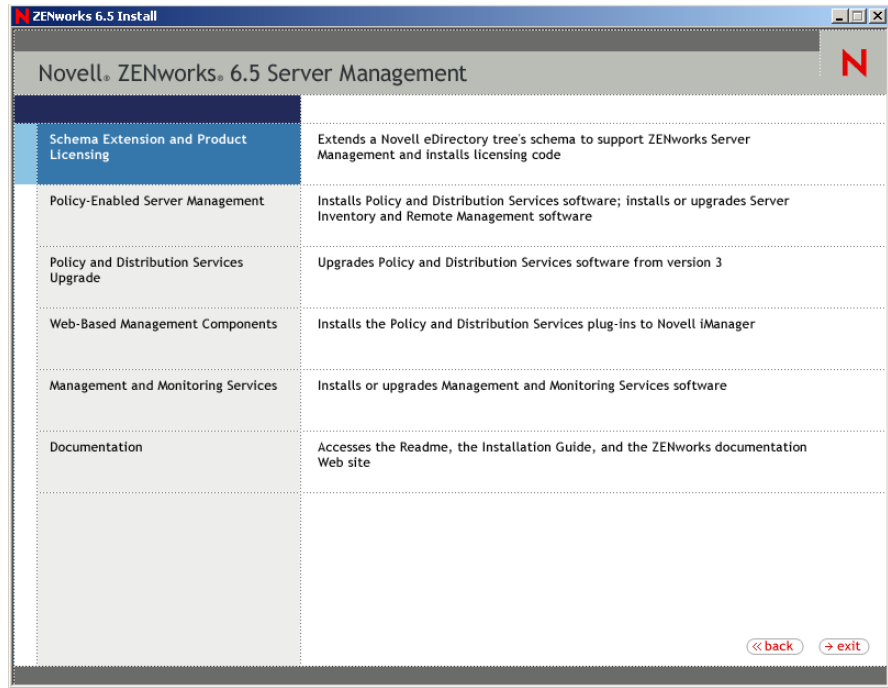 N ZENworks 6.5 Install
Novell® ZENworks® 6.5 Server Management
N
Schema Extension and Product
Licensing
Extends a Novell eDirectory tree's schema to support ZENworks Server
Management and installs licensing code
Policy-Enabled Server Management
Installs Policy and Distribution Services software; installs or upgrades Server
Inventory and Remote Management software
Policy and Distribution Services
Upgrade
Upgrades Policy and Distribution Services software from version 3
Web-Based Management Components
Installs the Policy and Distribution Services plug-ins to Novell iManager
Management and Monitoring Services
Installs or upgrades Management and Monitoring Services software
Documentation
Accesses the Readme, the Installation Guide, and the ZENworks documentation
Web site
« back
→ exit